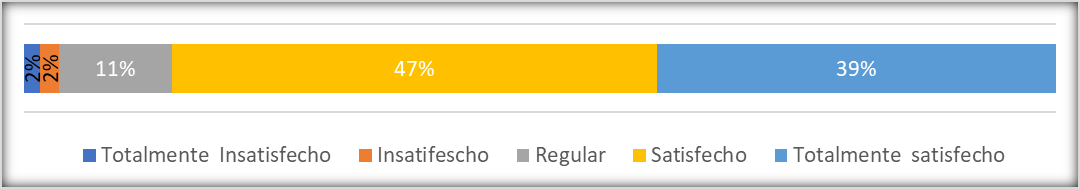 2% 2% 11% 47% 39%
Totalmente Insatisfecho Insatifescho Regular Satisfecho Totalmente satisfecho